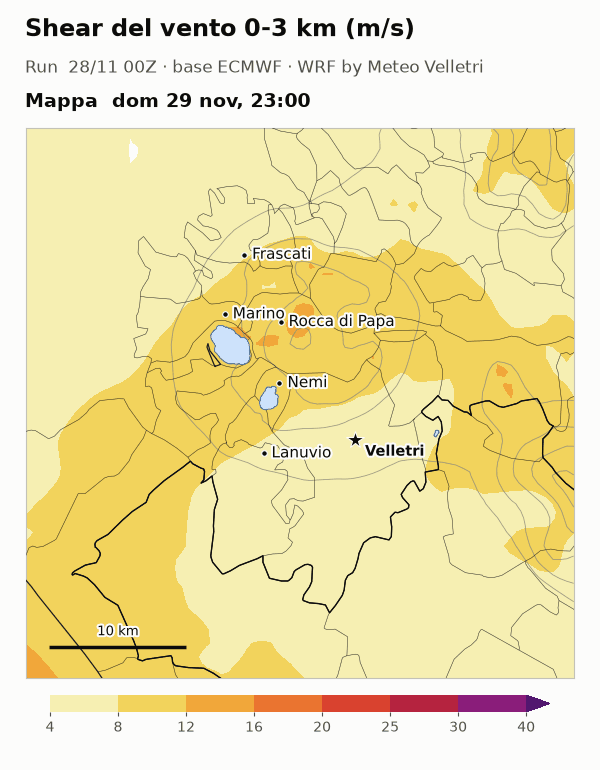 Shear del vento 0-3 km (m/s)
Run  28/11 00Z · base ECMWF · WRF by Meteo Velletri
Mappa  dom 29 nov, 23:00
Frascati
Marino
Rocca di Papa
Nemi
Velletri
Lanuvio
10 km
4 8 12 16 20 25 30 40